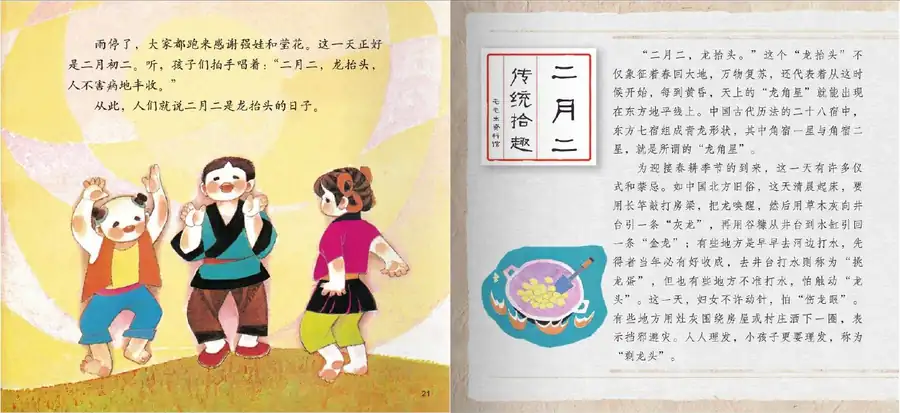 雨停了，大家都跑来感谢强娃和莹花。这一天正好
是二月初二。听，孩子们拍手唱着：“二月二，龙抬头，
人不害病地丰收。”
从此，人们就说二月二是龙抬头的日子。
21
二月二
传统拾趣
“二月二，龙抬头。”这个“龙抬头”不
仅象征着春回大地，万物复苏，还代表着从这时
候开始，每到黄昏，天上的“龙角星”就能出现
在东方地平线上。中国古代历法的二十八宿中，
东方七宿组成青龙形状，其中角宿一星与角宿二
星，就是所谓的“龙角星”。
为迎接春耕季节的到来，这一天有许多仪
式和禁忌。如中国北方旧俗，这天清晨起床，要
用长竿敲打房梁，把龙唤醒，然后用草木灰向井
台引一条“灰龙”，再用谷糠从井台到水缸引回
一条“金龙”；有些地方是早早去河边打水，先
得者当年必有好收成，去井台打水则称为“挑
龙蛋”，但也有些地方不准打水，怕触动“龙
头”。这一天，妇女不许动针，怕“伤龙眼”。
有些地方用灶灰围绕房屋或村庄洒下一圈，表
示挡邪避灾。人人理发，小孩子更要理发，称为
“剃龙头”。